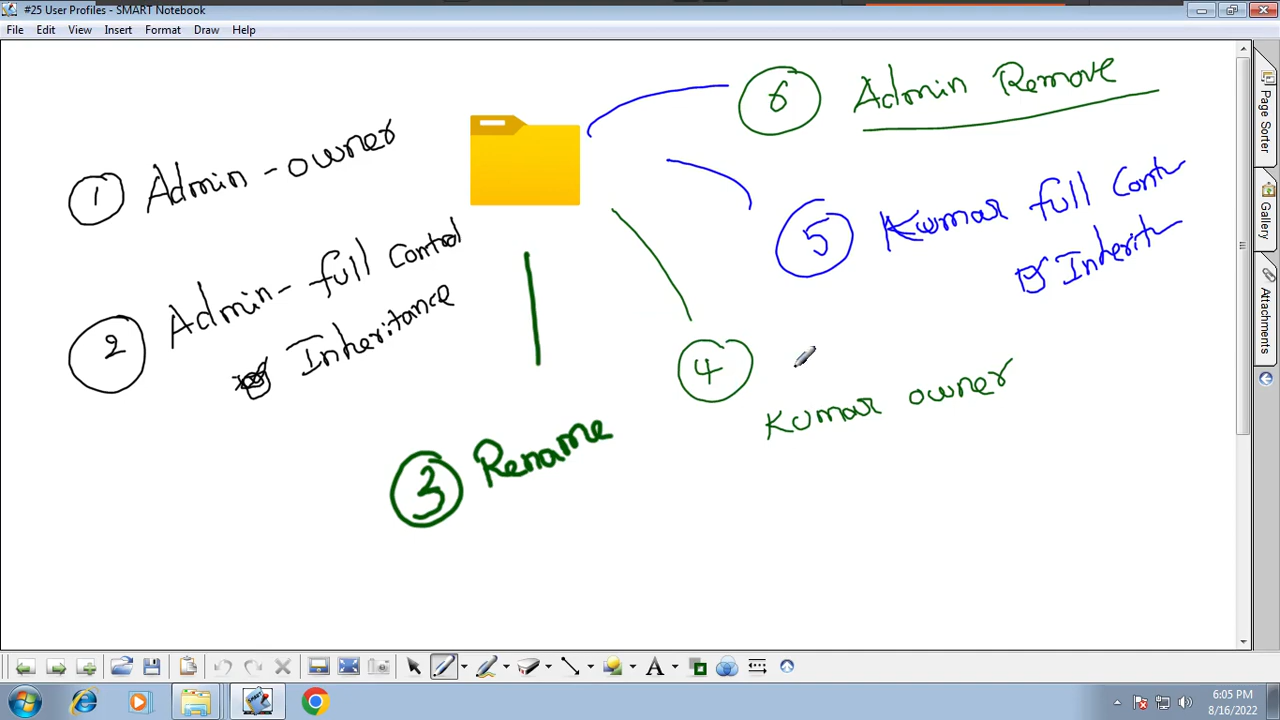 #25 User Profiles - SMART Notebook
File Edit View Insert Format Draw Help
① Admin - owner
② Admin - full control
Inheritance
③ Rename
④ Kumar owner
⑤ Kumar full Cont
Inherit
⑥ Admin Remove
Page Sorter
Gallery
Attachments
6:05 PM
8/16/2022